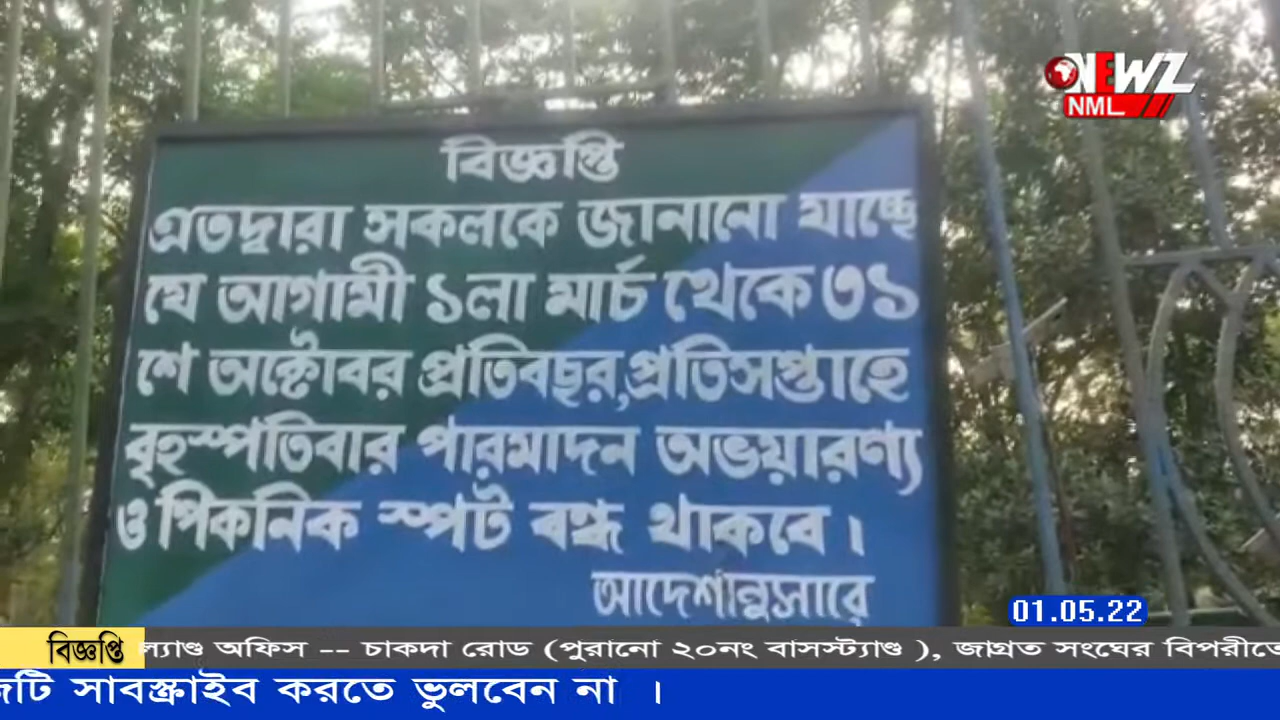 NEWZ
NML
বিজ্ঞপ্তি
এতদ্বারা সকলকে জানানো যাচ্ছে
যে আগামী ১লা মার্চ থেকে ৩১
শে অক্টোবর প্রতিবছর,প্রতিসপ্তাহে
বৃহস্পতিবার পারমাদন অভয়ারণ্য
ও পিকনিক স্পট বন্ধ থাকবে।
আদেশানুসারে
01.05.22
বিজ্ঞপ্তি ল্যাণ্ড অফিস -- চাকদা রোড (পুরানো ২০নং বাসস্ট্যাণ্ড ), জাগ্রত সংঘের বিপরীতে
টি সাবস্ক্রাইব করতে ভুলবেন না ।